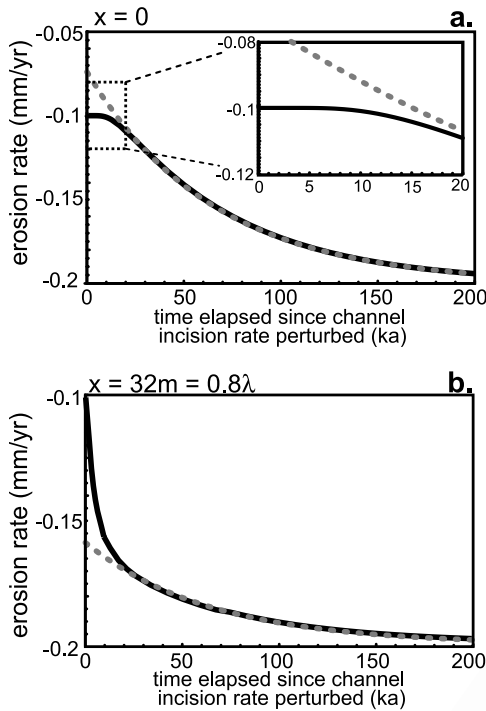 x = 0
a.
-0.05
-0.1
-0.15
-0.2
erosion rate (mm/yr)
-0.08
-0.1
-0.12
0 5 10 15 20
0 50 100 150 200
time elapsed since channel
incision rate perturbed (ka)
x = 32m = 0.8λ
b.
-0.1
-0.15
-0.2
erosion rate (mm/yr)
0 50 100 150 200
time elapsed since channel
incision rate perturbed (ka)